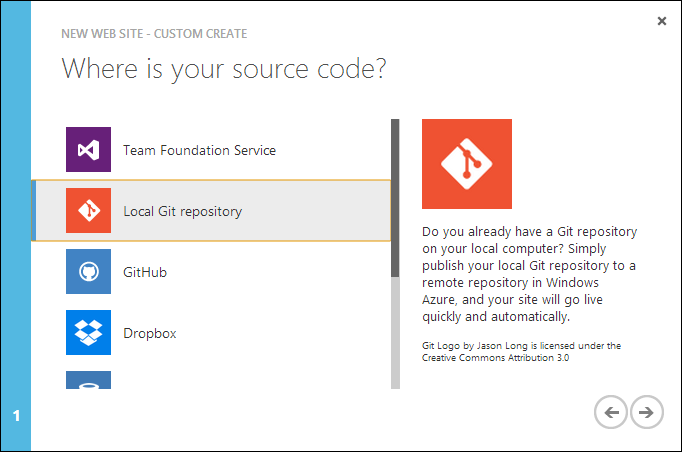 NEW WEB SITE - CUSTOM CREATE
Where is your source code?
Team Foundation Service
Local Git repository
GitHub
Dropbox
Do you already have a Git repository
on your local computer? Simply
publish your local Git repository to a
remote repository in Windows
Azure, and your site will go live
quickly and automatically.
Git Logo by Jason Long is licensed under the
Creative Commons Attribution 3.0
1